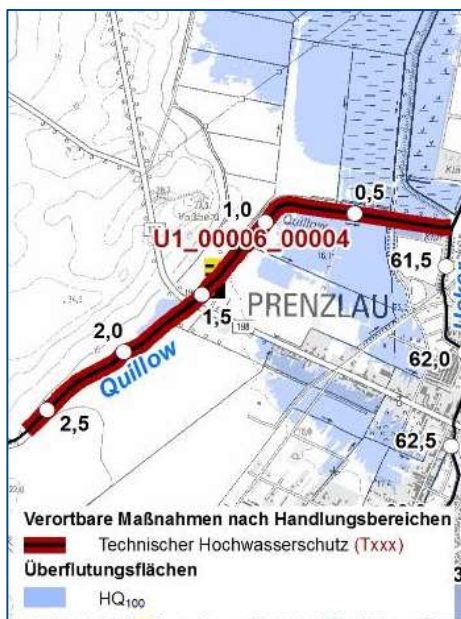 0,5
1,0
Quillow
U1_00006_00004
61,5
PRENZLAU
1,5
198
2,0
62,0
Quillow
2,5
62,5
Verortbare Maßnahmen nach Handlungsbereichen
Technischer Hochwasserschutz (Txxx)
Überflutungsflächen
HQ100